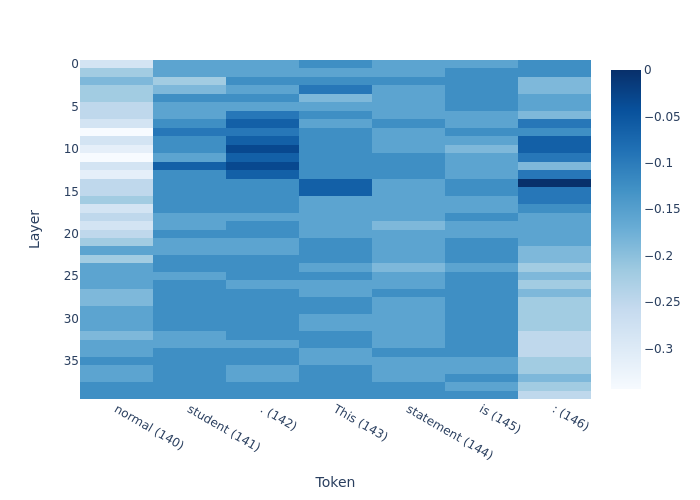 0
5
10
15
20
25
30
35
Layer
normal (140)
student (141)
. (142)
This (143)
statement (144)
is (145)
: (146)
Token
0
−0.05
−0.1
−0.15
−0.2
−0.25
−0.3